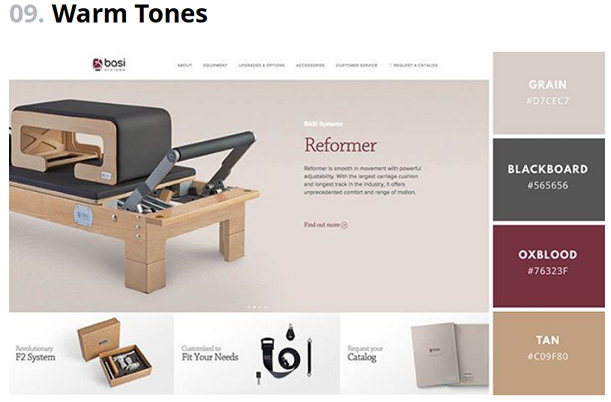 09. Warm Tones
basi
SYSTEMS
ABOUT EQUIPMENT UPGRADES & OPTIONS ACCESSORIES CUSTOMER SERVICE REQUEST A CATALOG
BASI Systems
Reformer
Reformer is smooth in movement with powerful
adjustability. With the largest carriage cushion
and longest track in the industry, it offers
unprecedented comfort and range of motion.
Find out more
Revolutionary
F2 System
Customized to
Fit Your Needs
Request your
Catalog
GRAIN
#D7CEC7
BLACKBOARD
#565656
OXBLOOD
#76323F
TAN
#C09F80